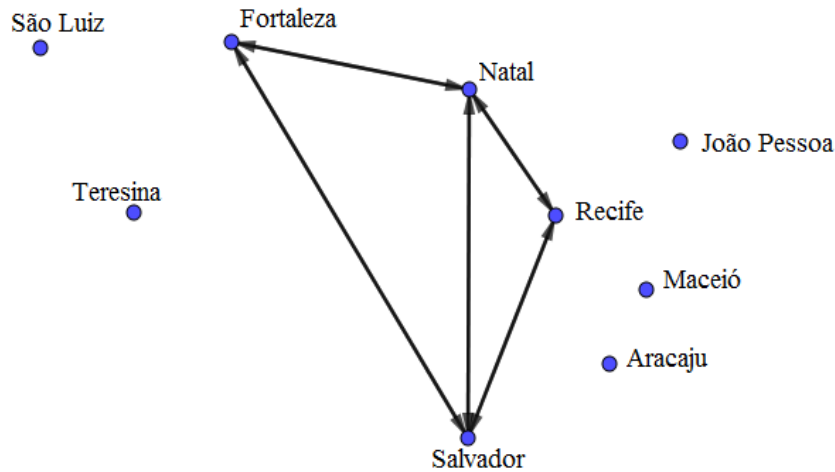 São Luiz
Fortaleza
Natal
João Pessoa
Teresina
Recife
Maceió
Aracaju
Salvador